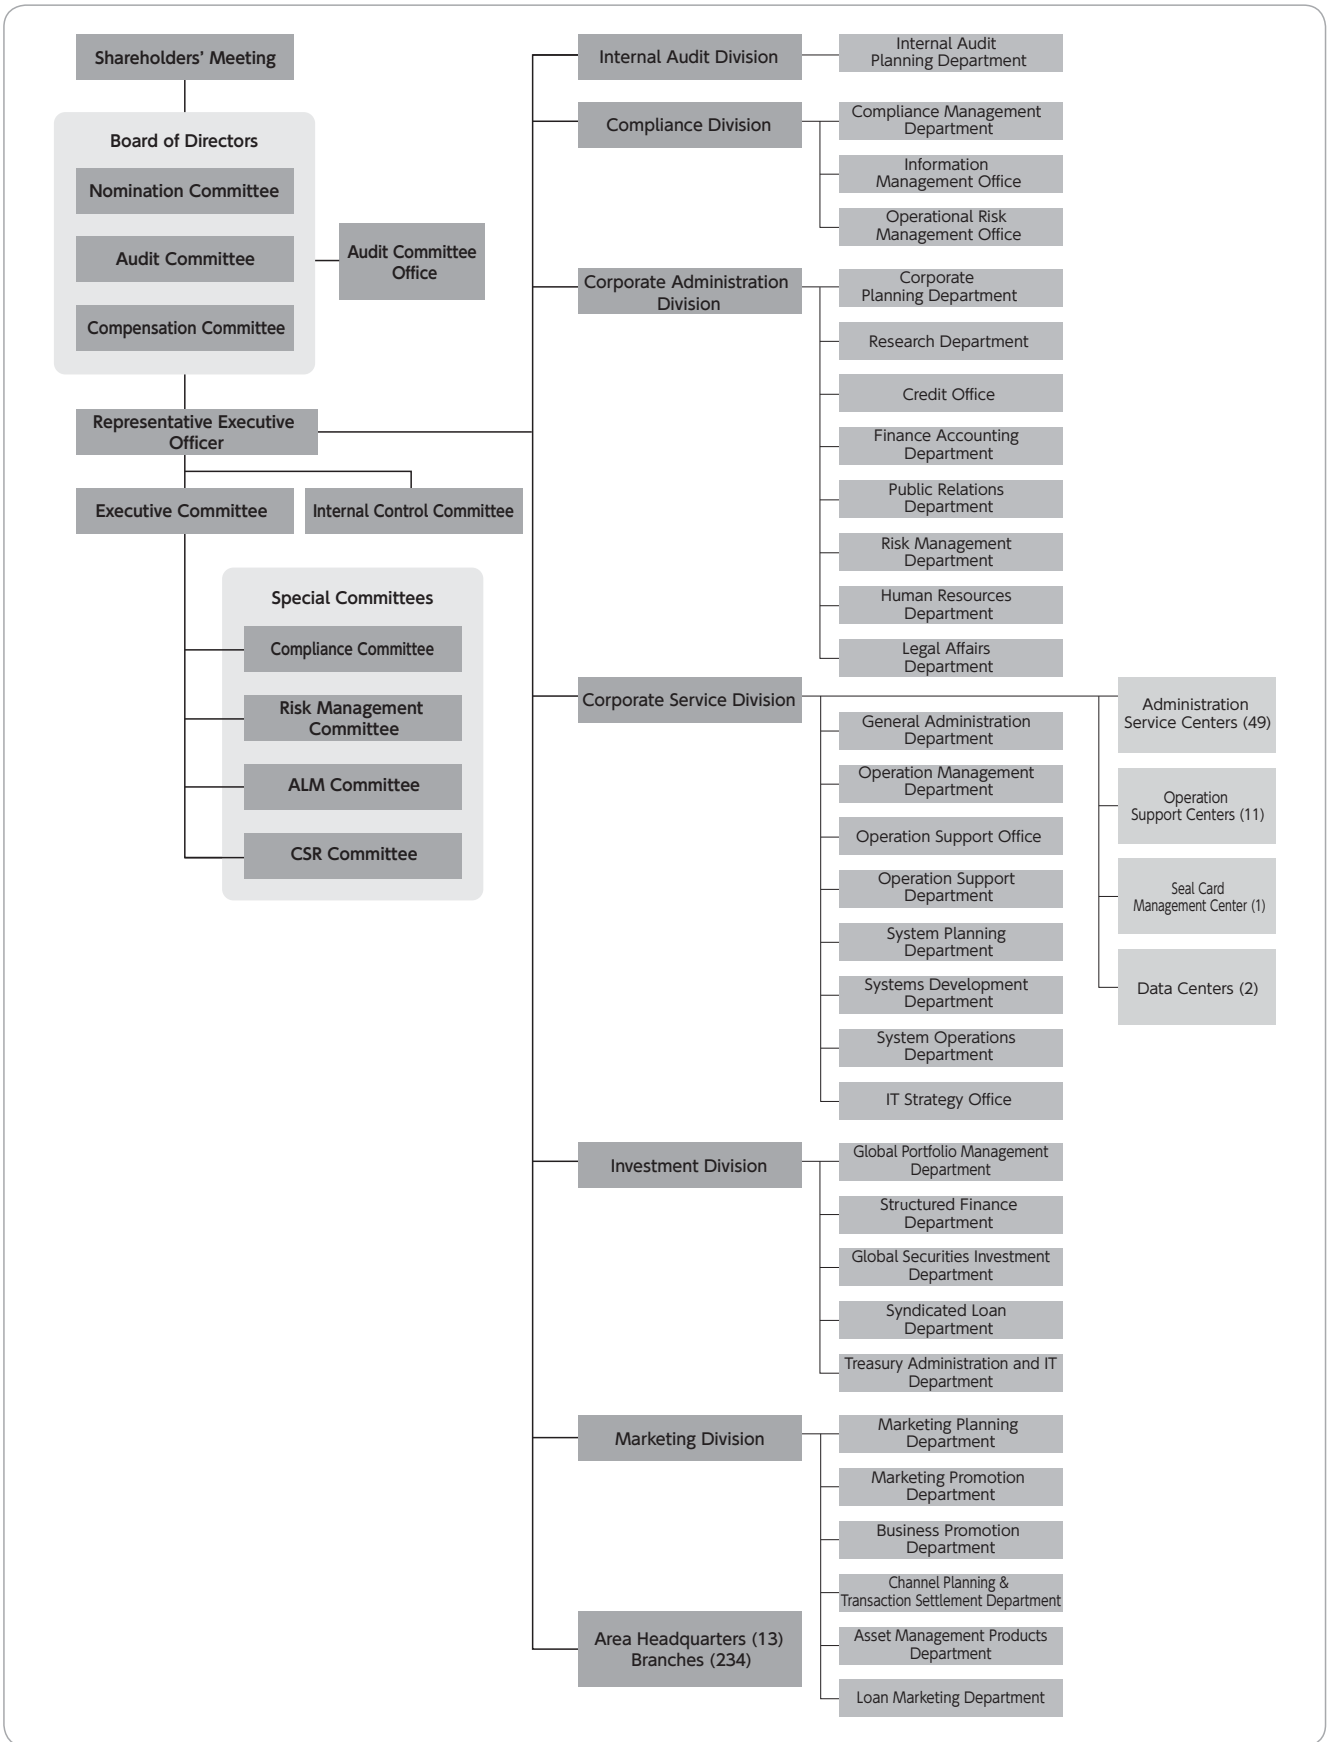 Shareholders' Meeting
Board of Directors
Nomination Committee
Audit Committee
Compensation Committee
Audit Committee
Office
Representative Executive
Officer
Executive Committee
Internal Control Committee
Special Committees
Compliance Committee
Risk Management
Committee
ALM Committee
CSR Committee
Internal Audit Division
Internal Audit
Planning Department
Compliance Division
Compliance Management
Department
Information
Management Office
Operational Risk
Management Office
Corporate Administration
Division
Corporate
Planning Department
Research Department
Credit Office
Finance Accounting
Department
Public Relations
Department
Risk Management
Department
Human Resources
Department
Legal Affairs
Department
Corporate Service Division
General Administration
Department
Operation Management
Department
Operation Support Office
Operation Support
Department
System Planning
Department
Systems Development
Department
System Operations
Department
IT Strategy Office
Administration
Service Centers (49)
Operation
Support Centers (11)
Seal Card
Management Center (1)
Data Centers (2)
Investment Division
Global Portfolio Management
Department
Structured Finance
Department
Global Securities Investment
Department
Syndicated Loan
Department
Treasury Administration and IT
Department
Marketing Division
Marketing Planning
Department
Marketing Promotion
Department
Business Promotion
Department
Channel Planning &
Transaction Settlement Department
Asset Management Products
Department
Loan Marketing Department
Area Headquarters (13)
Branches (234)